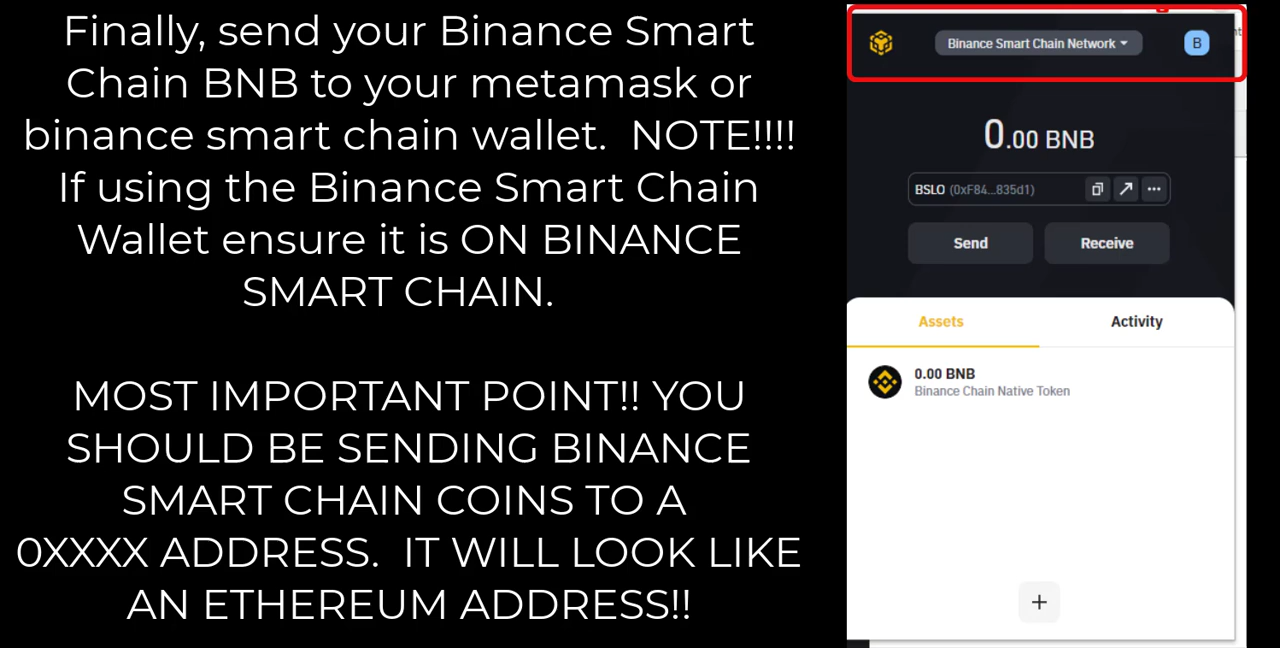 Finally, send your Binance Smart
Chain BNB to your metamask or
binance smart chain wallet.  NOTE!!!!
If using the Binance Smart Chain
Wallet ensure it is ON BINANCE
SMART CHAIN.
MOST IMPORTANT POINT!! YOU
SHOULD BE SENDING BINANCE
SMART CHAIN COINS TO A
0XXXX ADDRESS.  IT WILL LOOK LIKE
AN ETHEREUM ADDRESS!!
Binance Smart Chain Network
B
0.00 BNB
BSLO (0xF84...835d1)
Send Receive
Assets Activity
0.00 BNB
Binance Chain Native Token